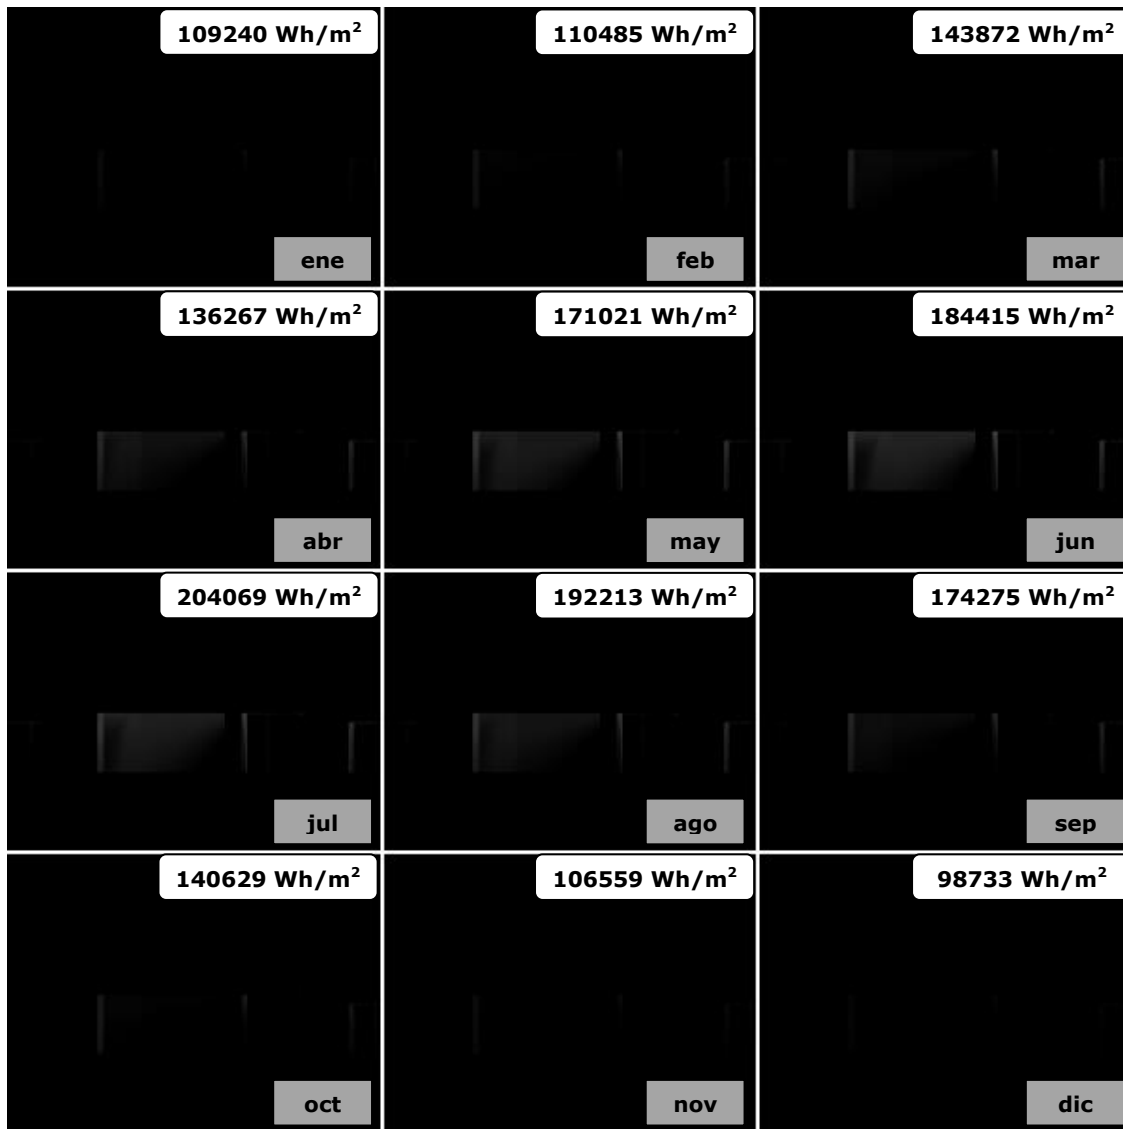 109240 Wh/m²
110485 Wh/m²
143872 Wh/m²
ene
feb
mar
136267 Wh/m²
171021 Wh/m²
184415 Wh/m²
abr
may
jun
204069 Wh/m²
192213 Wh/m²
174275 Wh/m²
jul
ago
sep
140629 Wh/m²
106559 Wh/m²
98733 Wh/m²
oct
nov
dic